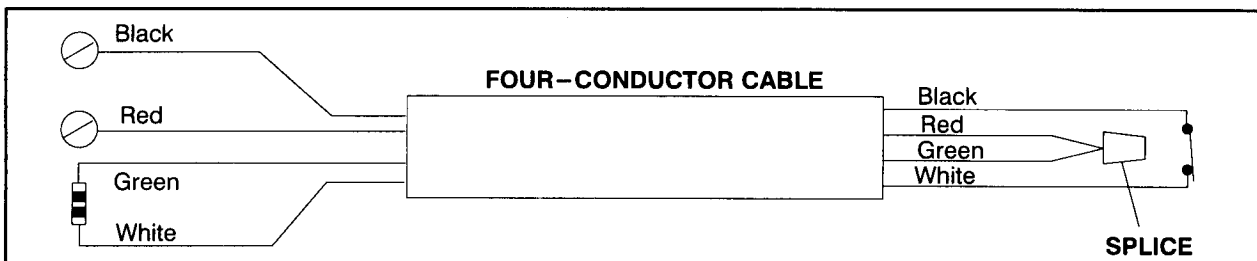 Black
FOUR–CONDUCTOR CABLE
Black
Red
Red
Green
Green
White
White
SPLICE